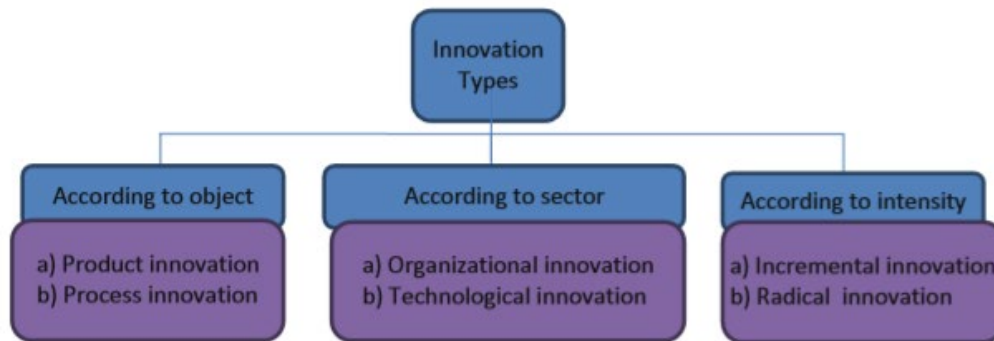 Innovation
Types
According to object
a) Product innovation
b) Process innovation
According to sector
a) Organizational innovation
b) Technological innovation
According to intensity
a) Incremental innovation
b) Radical innovation